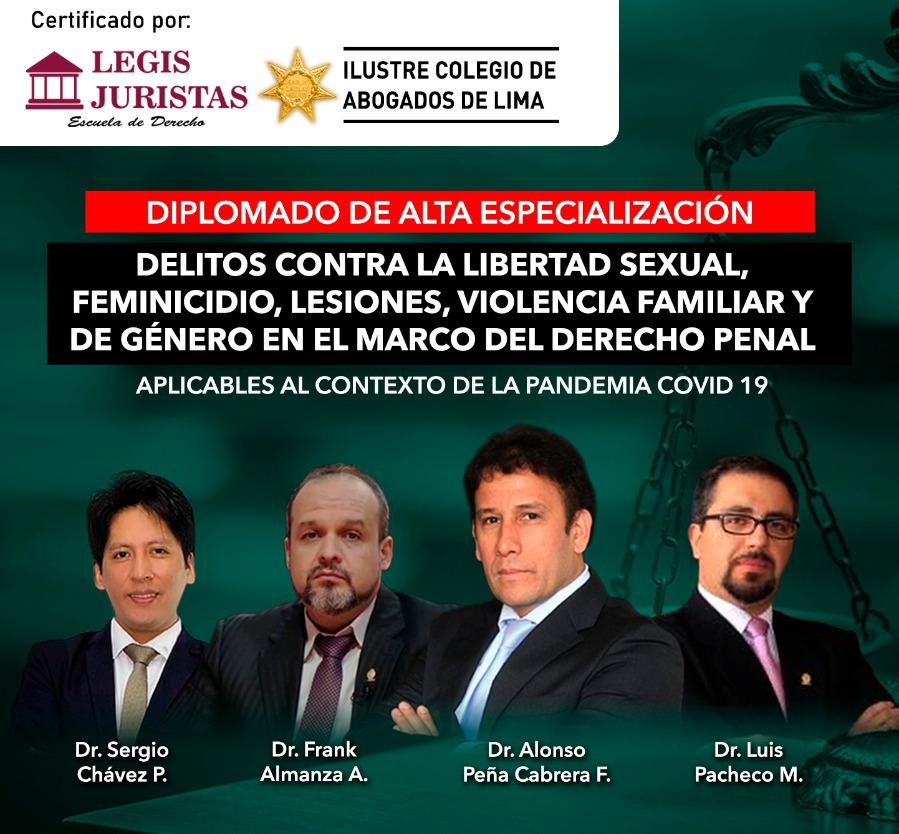 Certificado por:
LEGIS
JURISTAS
Escuela de Derecho
ILUSTRE COLEGIO DE
ABOGADOS DE LIMA
DIPLOMADO DE ALTA ESPECIALIZACIÓN
DELITOS CONTRA LA LIBERTAD SEXUAL,
FEMINICIDIO, LESIONES, VIOLENCIA FAMILIAR Y
DE GÉNERO EN EL MARCO DEL DERECHO PENAL
APLICABLES AL CONTEXTO DE LA PANDEMIA COVID 19
Dr. Sergio
Chávez P.
Dr. Frank
Almanza A.
Dr. Alonso
Peña Cabrera F.
Dr. Luis
Pacheco M.